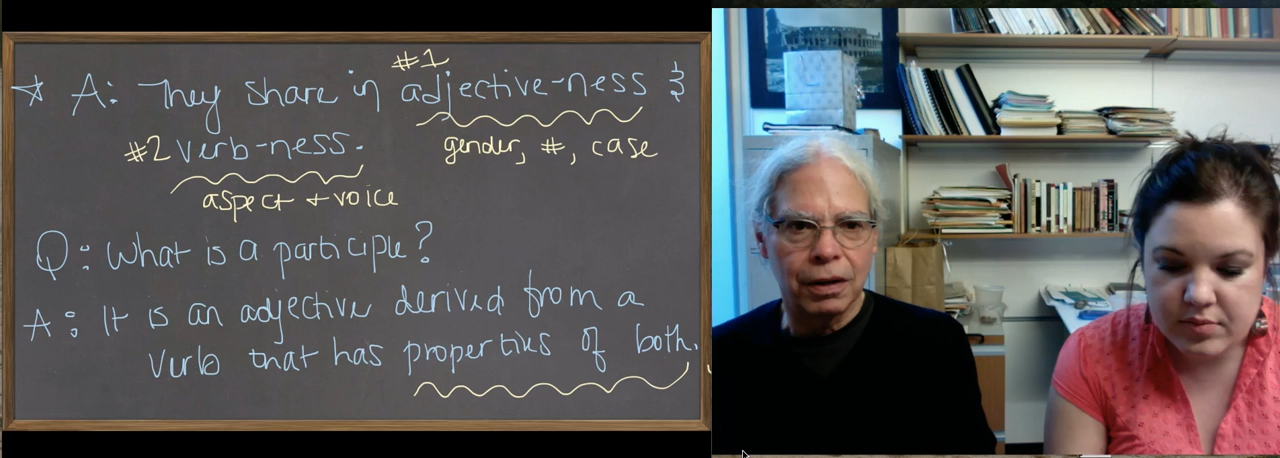 #1
☆ A: They share in adjective-ness &
#2 verb-ness.
gender, #, case
aspect + voice
Q: What is a participle?
A: It is an adjective derived from a
verb that has properties of both.